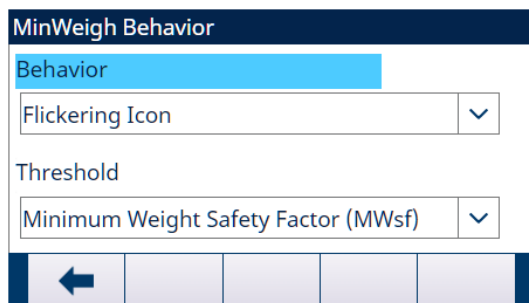 MinWeigh Behavior
Behavior
Flickering Icon
Threshold
Minimum Weight Safety Factor (MWsf)